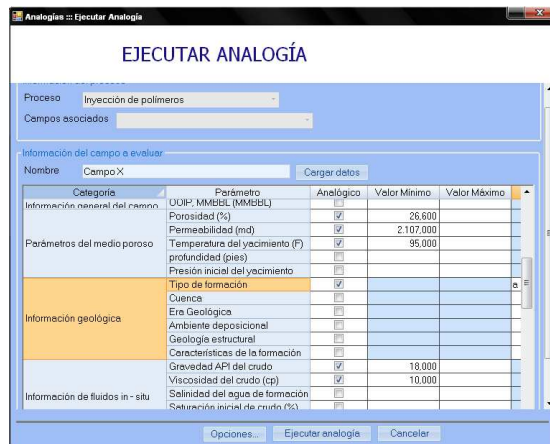 Analogías ::: Ejecutar Analogía
EJECUTAR ANALOGÍA
Proceso Inyección de polímeros
Campos asociados
Información del campo a evaluar
Nombre Campo X Cargar datos
Categoría Parámetro Analógico Valor Mínimo Valor Máximo
Información general del campo OOIP, MMBBL (MMBBL)
Porosidad (%) 26,600
Permeabilidad (md) 2.107,000
Parámetros del medio poroso Temperatura del yacimiento (F) 95,000
profundidad (pies)
Presión inicial del yacimiento
Tipo de formación a
Cuenca
Información geológica Era Geológica
Ambiente deposicional
Geología estructural
Características de la formación
Gravedad API del crudo 18,000
Viscosidad del crudo (cp) 10,000
Información de fluidos in - situ Salinidad del agua de formación
Saturación inicial de crudo (%)
Opciones... Ejecutar analogía Cancelar